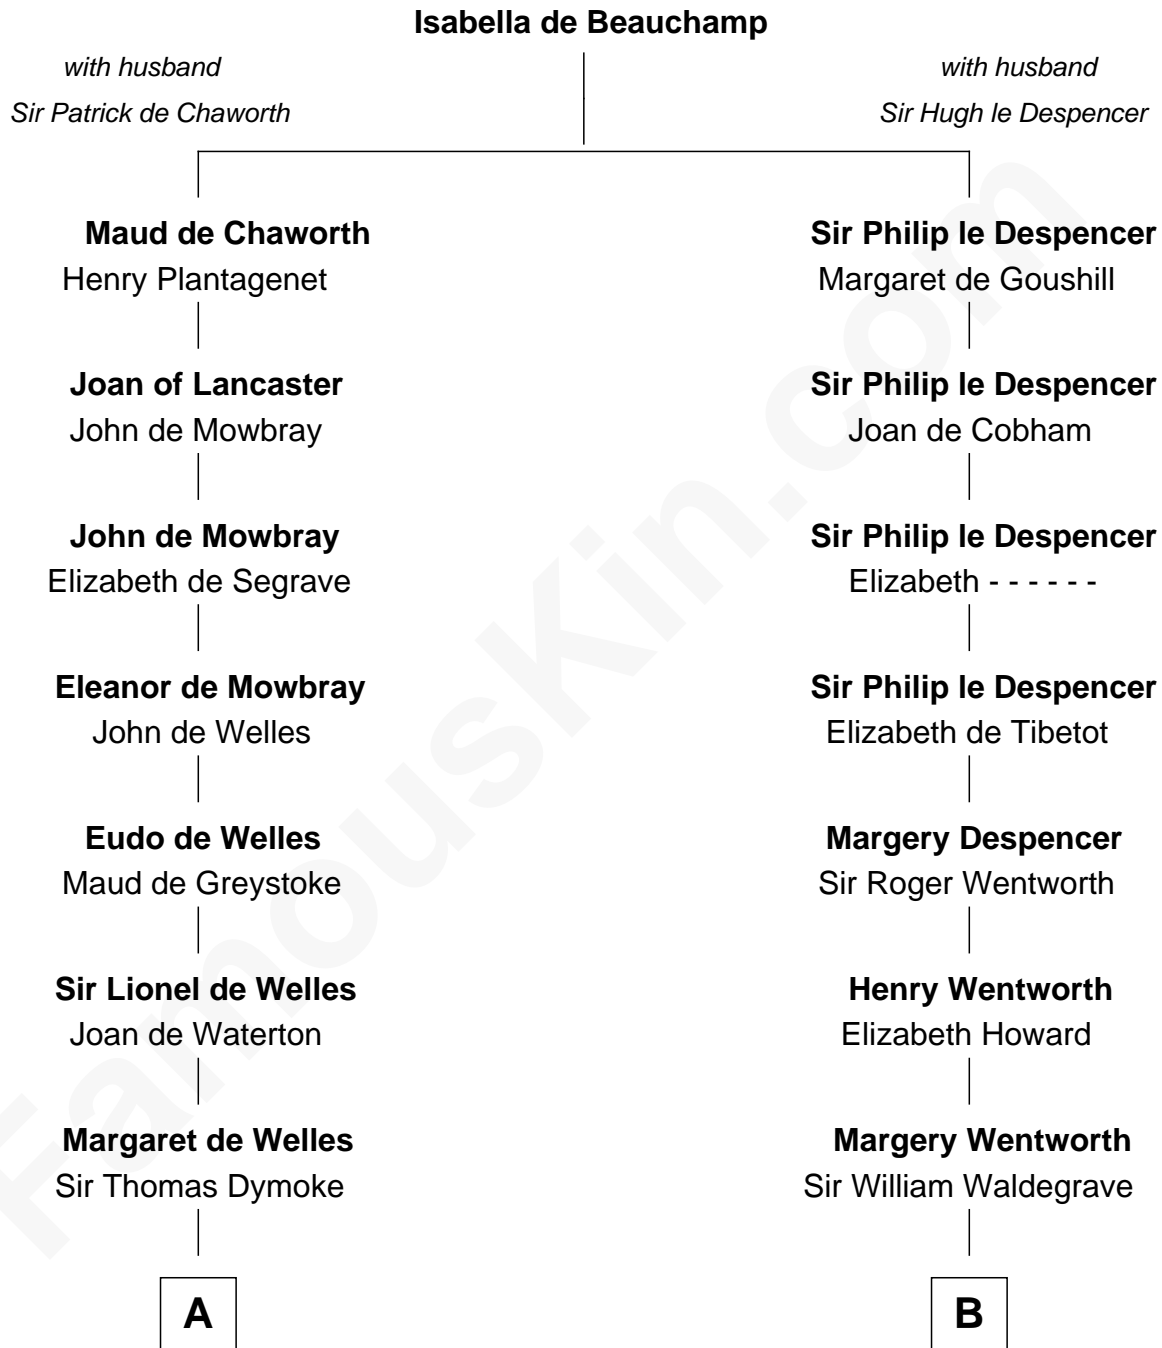 Isabella de Beauchamp
with husband
Sir Patrick de Chaworth
with husband
Sir Hugh le Despencer
Maud de Chaworth
Henry Plantagenet
Joan of Lancaster
John de Mowbray
John de Mowbray
Elizabeth de Segrave
Eleanor de Mowbray
John de Welles
Eudo de Welles
Maud de Greystoke
Sir Lionel de Welles
Joan de Waterton
Margaret de Welles
Sir Thomas Dymoke
A
Sir Philip le Despencer
Margaret de Goushill
Sir Philip le Despencer
Joan de Cobham
Sir Philip le Despencer
Elizabeth - - - - - -
Sir Philip le Despencer
Elizabeth de Tibetot
Margery Despencer
Sir Roger Wentworth
Henry Wentworth
Elizabeth Howard
Margery Wentworth
Sir William Waldegrave
B
FamousKin.com